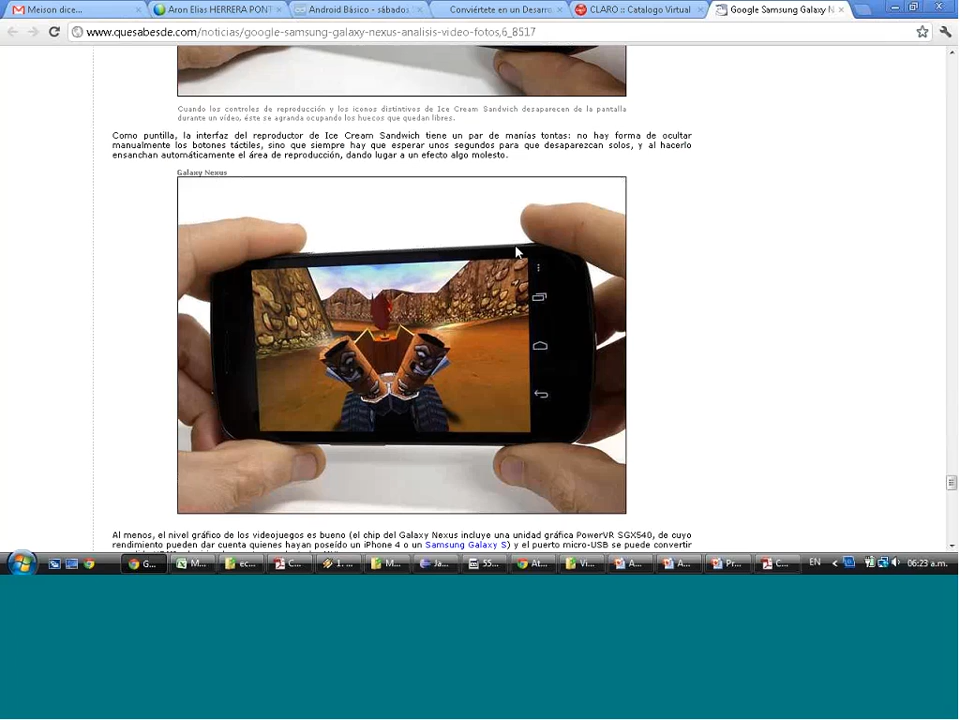 Meison dice...
Aron Elias HERRERA PONT
Android Básico - sábados
Conviértete en un Desarro
CLARO :: Catalogo Virtual
Google Samsung Galaxy N
www.quesabesde.com/noticias/google-samsung-galaxy-nexus-analisis-video-fotos,6_8517
Cuando los controles de reproducción y los iconos distintivos de Ice Cream Sandwich desaparecen de la pantalla
durante un vídeo, éste se agranda ocupando los huecos que quedan libres.
Como puntilla, la interfaz del reproductor de Ice Cream Sandwich tiene un par de manías tontas: no hay forma de ocultar
manualmente los botones táctiles, sino que siempre hay que esperar unos segundos para que desaparezcan solos, y al hacerlo
ensanchan automáticamente el área de reproducción, dando lugar a un efecto algo molesto.
Galaxy Nexus
Al menos, el nivel gráfico de los videojuegos es bueno (el chip del Galaxy Nexus incluye una unidad gráfica PowerVR SGX540, de cuyo
rendimiento pueden dar cuenta quienes hayan poseído un iPhone 4 o un Samsung Galaxy S) y el puerto micro-USB se puede convertir
G... M... ec... C... 1. ... M... Ja... 55... At... Vi... A... A... Pr... C... EN 06:23 a.m.